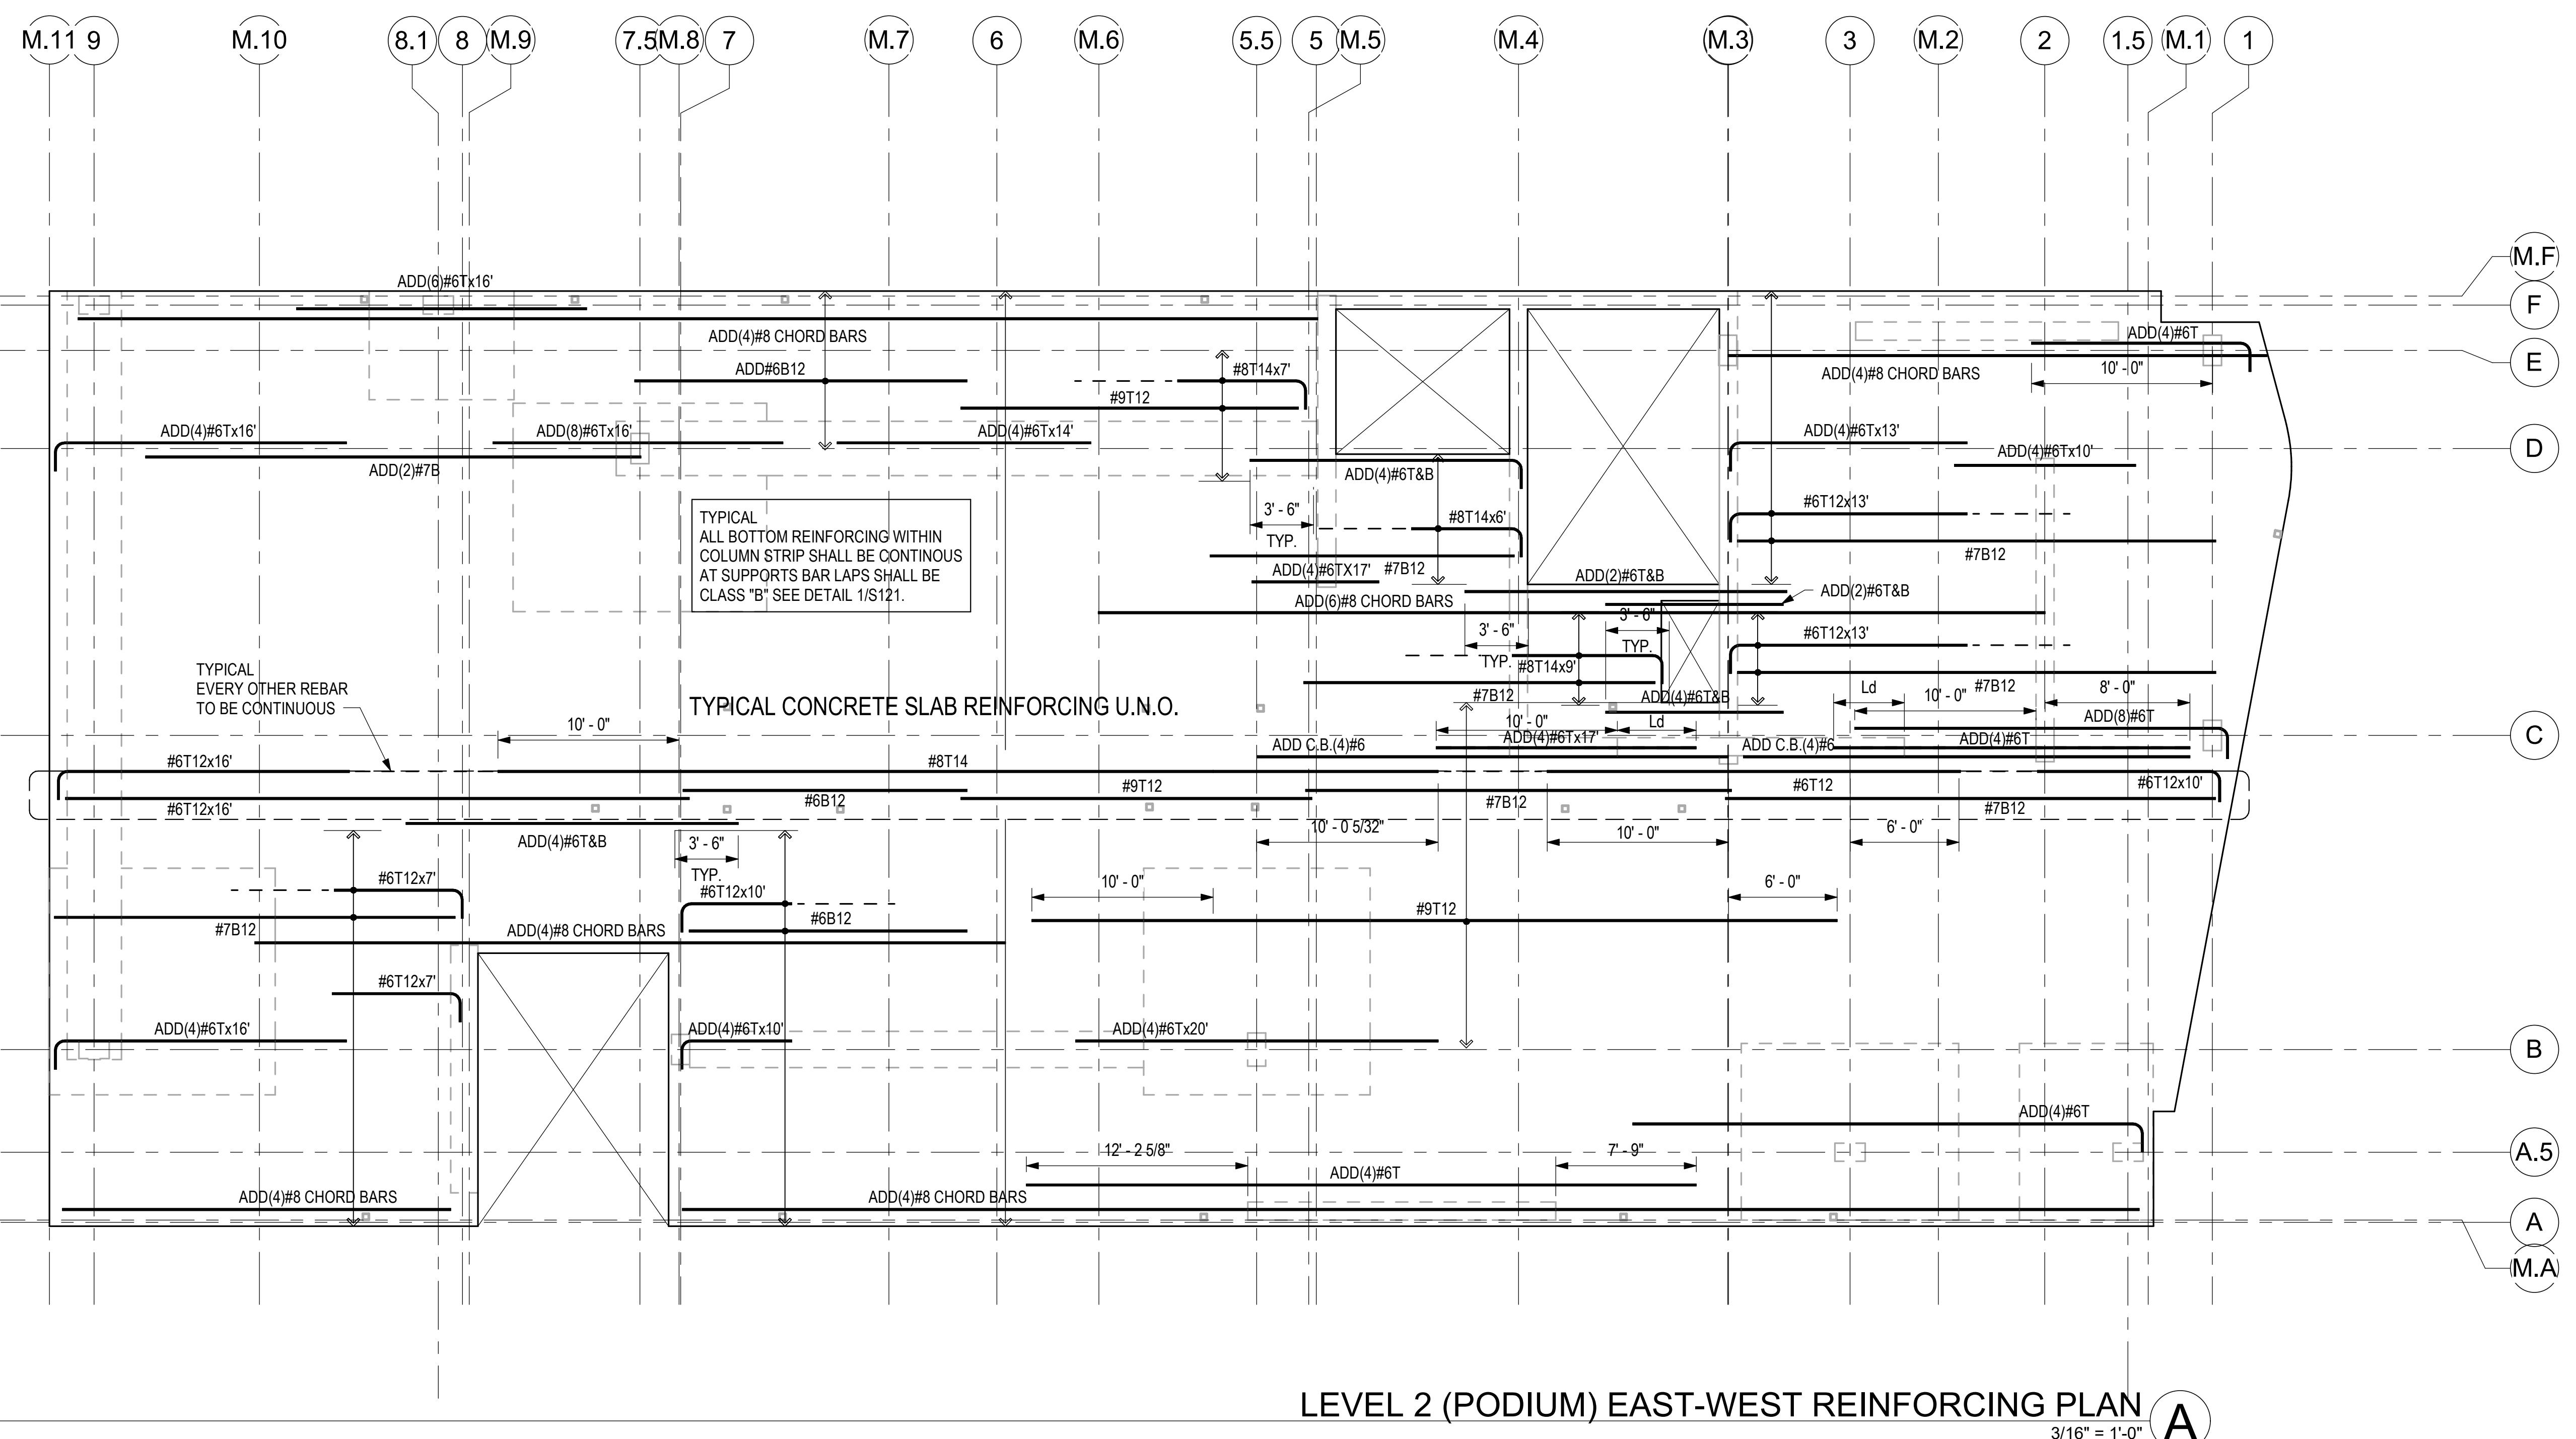 M.11 9 M.10 8.1 8 M.9 7.5 M.8 7 M.7 6 M.6 5.5 5 M.5 M.4 M.3 3 M.2 2 1.5 M.1 1
M.F
ADD(6)#6Tx16'
F
ADD(4)#6T
ADD(4)#8 CHORD BARS
E
ADD#6B12
#8T14x7'
10' - 0"
ADD(4)#8 CHORD BARS
#9T12
ADD(4)#6Tx16'
ADD(8)#6Tx16'
ADD(4)#6Tx14'
ADD(4)#6Tx13'
D
ADD(4)#6Tx10'
ADD(2)#7B
ADD(4)#6T&B
#6T12x13'
3' - 6"
TYP.
#8T14x6'
TYPICAL
ALL BOTTOM REINFORCING WITHIN
COLUMN STRIP SHALL BE CONTINOUS
AT SUPPORTS BAR LAPS SHALL BE
CLASS "B" SEE DETAIL 1/S121.
#7B12
ADD(4)#6TX17'
#7B12
ADD(2)#6T&B
ADD(2)#6T&B
ADD(6)#8 CHORD BARS
3' - 6"
TYP.
3' - 6"
TYP.
#6T12x13'
#8T14x9'
TYPICAL
EVERY OTHER REBAR
TO BE CONTINUOUS
#7B12
ADD(4)#6T&B
Ld
10' - 0"
#7B12
8' - 0"
TYPICAL CONCRETE SLAB REINFORCING U.N.O.
10' - 0"
10' - 0"
Ld
ADD(8)#6T
C
ADD C.B.(4)#6
ADD(4)#6Tx17'
ADD C.B.(4)#6
ADD(4)#6T
#6T12x16'
#8T14
#9T12
#6T12
#6T12x10'
#6T12x16'
#6B12
#7B12
#7B12
ADD(4)#6T&B
3' - 6"
TYP.
10' - 0 5/32"
10' - 0"
6' - 0"
#6T12x7'
#6T12x10'
10' - 0"
6' - 0"
#7B12
#6B12
#9T12
ADD(4)#8 CHORD BARS
#6T12x7'
ADD(4)#6Tx16'
ADD(4)#6Tx10'
ADD(4)#6Tx20'
B
ADD(4)#6T
12' - 2 5/8"
7' - 9"
A.5
ADD(4)#6T
ADD(4)#8 CHORD BARS
ADD(4)#8 CHORD BARS
A
M.A
LEVEL 2 (PODIUM) EAST-WEST REINFORCING PLAN
A
3/16" = 1'-0"